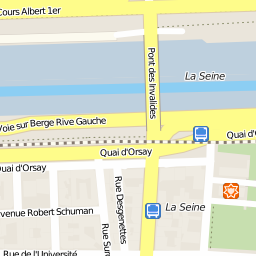 Cours Albert 1er
Pont des Invalides
La Seine
Voie sur Berge Rive Gauche
Quai d'O
Quai d'Orsay
Quai d'Orsay
Rue Desgenettes
La Seine
venue Robert Schuman
Rue Sur
Rue de l'Université